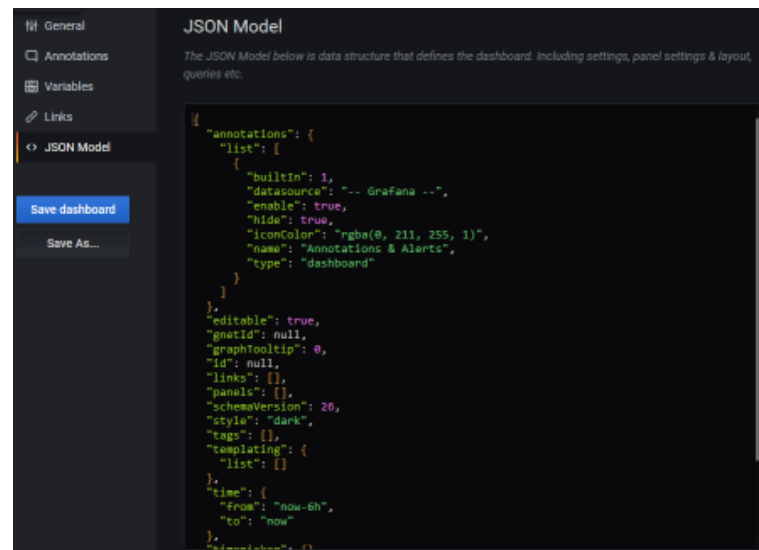 General
Annotations
Variables
Links
JSON Model
Save dashboard
Save As...
JSON Model
The JSON Model below is data structure that defines the dashboard. Including settings, panel settings & layout,
queries etc.
{
"annotations": {
"list": [
{
"builtIn": 1,
"datasource": "-- Grafana --",
"enable": true,
"hide": true,
"iconColor": "rgba(0, 211, 255, 1)",
"name": "Annotations & Alerts",
"type": "dashboard"
}
]
},
"editable": true,
"gnetId": null,
"graphTooltip": 0,
"id": null,
"links": [],
"panels": [],
"schemaVersion": 26,
"style": "dark",
"tags": [],
"templating": {
"list": []
},
"time": {
"from": "now-6h",
"to": "now"
},